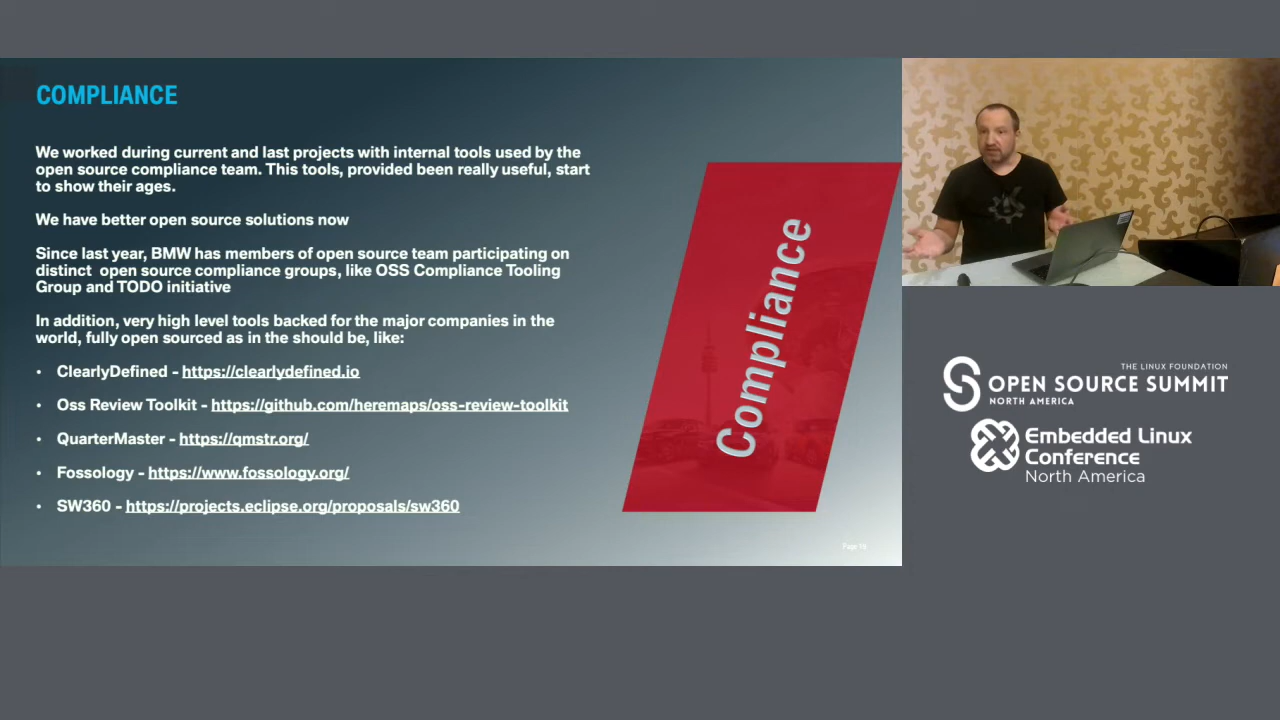 COMPLIANCE
We worked during current and last projects with internal tools used by the
open source compliance team. This tools, provided been really useful, start
to show their ages.
We have better open source solutions now
Since last year, BMW has members of open source team participating on
distinct open source compliance groups, like OSS Compliance Tooling
Group and TODO initiative
In addition, very high level tools backed for the major companies in the
world, fully open sourced as in the should be, like:
• ClearlyDefined - https://clearlydefined.io
• Oss Review Toolkit - https://github.com/heremaps/oss-review-toolkit
• QuarterMaster - https://qmstr.org/
• Fossology - https://www.fossology.org/
• SW360 - https://projects.eclipse.org/proposals/sw360
Compliance
Page
THE LINUX FOUNDATION
OPEN SOURCE SUMMIT
NORTH AMERICA
Embedded Linux
Conference
North America